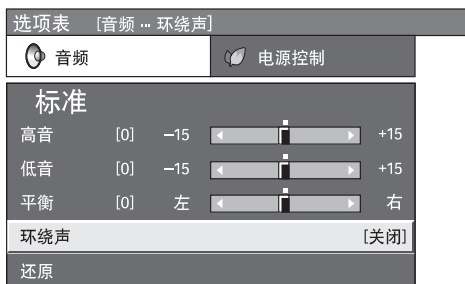 选项表 [音频 ... 环绕声]
音频 电源控制
标准
高音 [0] −15 +15
低音 [0] −15 +15
平衡 [0] 左 右
环绕声 [关闭]
还原